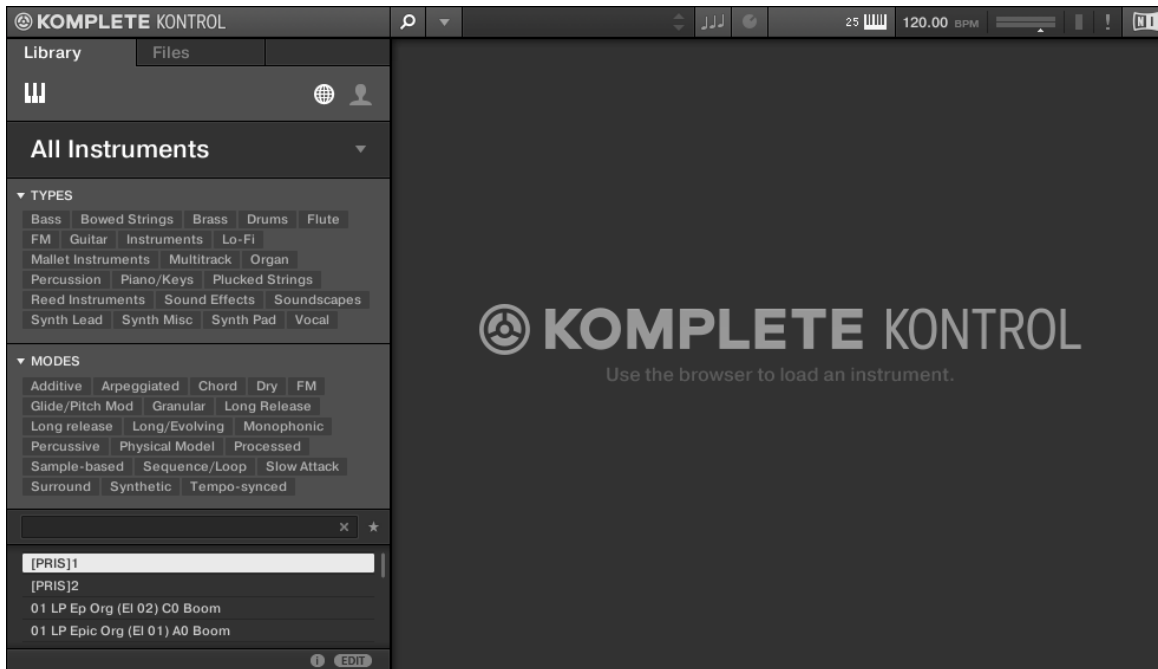 KOMPLETE KONTROL
25 120.00 BPM ! NI
Library Files
All Instruments
TYPES
Bass Bowed Strings Brass Drums Flute
FM Guitar Instruments Lo-Fi
Mallet Instruments Multitrack Organ
Percussion Piano/Keys Plucked Strings
Reed Instruments Sound Effects Soundscapes
Synth Lead Synth Misc Synth Pad Vocal
MODES
Additive Arpeggiated Chord Dry FM
Glide/Pitch Mod Granular Long Release
Long release Long/Evolving Monophonic
Percussive Physical Model Processed
Sample-based Sequence/Loop Slow Attack
Surround Synthetic Tempo-synced
[PRIS]1
[PRIS]2
01 LP Ep Org (El 02) C0 Boom
01 LP Epic Org (El 01) A0 Boom
EDIT
KOMPLETE KONTROL
Use the browser to load an instrument.